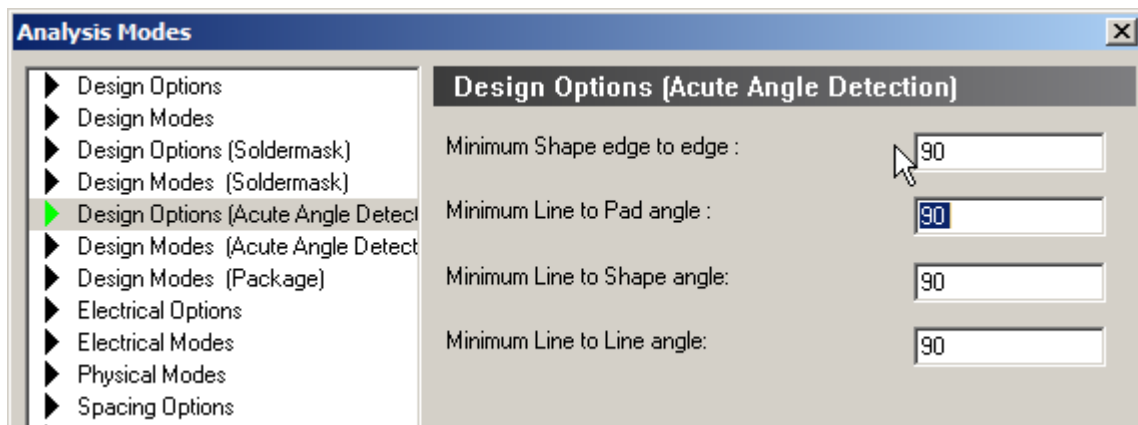 Analysis Modes
Design Options
Design Modes
Design Options (Soldermask)
Design Modes (Soldermask)
Design Options (Acute Angle Detecti
Design Modes (Acute Angle Detect
Design Modes (Package)
Electrical Options
Electrical Modes
Physical Modes
Spacing Options
Design Options (Acute Angle Detection)
Minimum Shape edge to edge : 90
Minimum Line to Pad angle : 90
Minimum Line to Shape angle: 90
Minimum Line to Line angle: 90